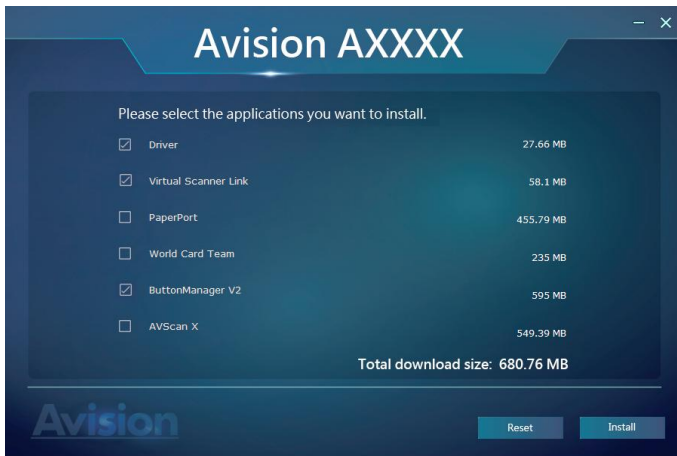 Avision AXXXX
Please select the applications you want to install.
Driver 27.66 MB
Virtual Scanner Link 58.1 MB
PaperPort 455.79 MB
World Card Team 235 MB
ButtonManager V2 595 MB
AVScan X 549.39 MB
Total download size: 680.76 MB
Avision
Reset Install